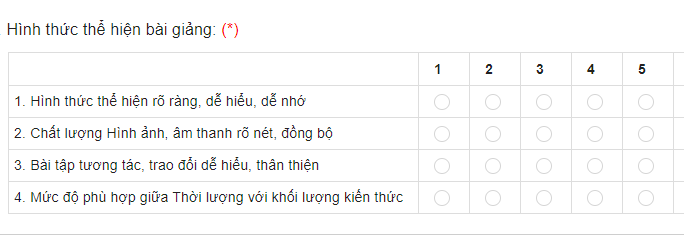 Hình thức thể hiện bài giảng: (*)
1 2 3 4 5
1. Hình thức thể hiện rõ ràng, dễ hiểu, dễ nhớ
2. Chất lượng Hình ảnh, âm thanh rõ nét, đồng bộ
3. Bài tập tương tác, trao đổi dễ hiểu, thân thiện
4. Mức độ phù hợp giữa Thời lượng với khối lượng kiến thức